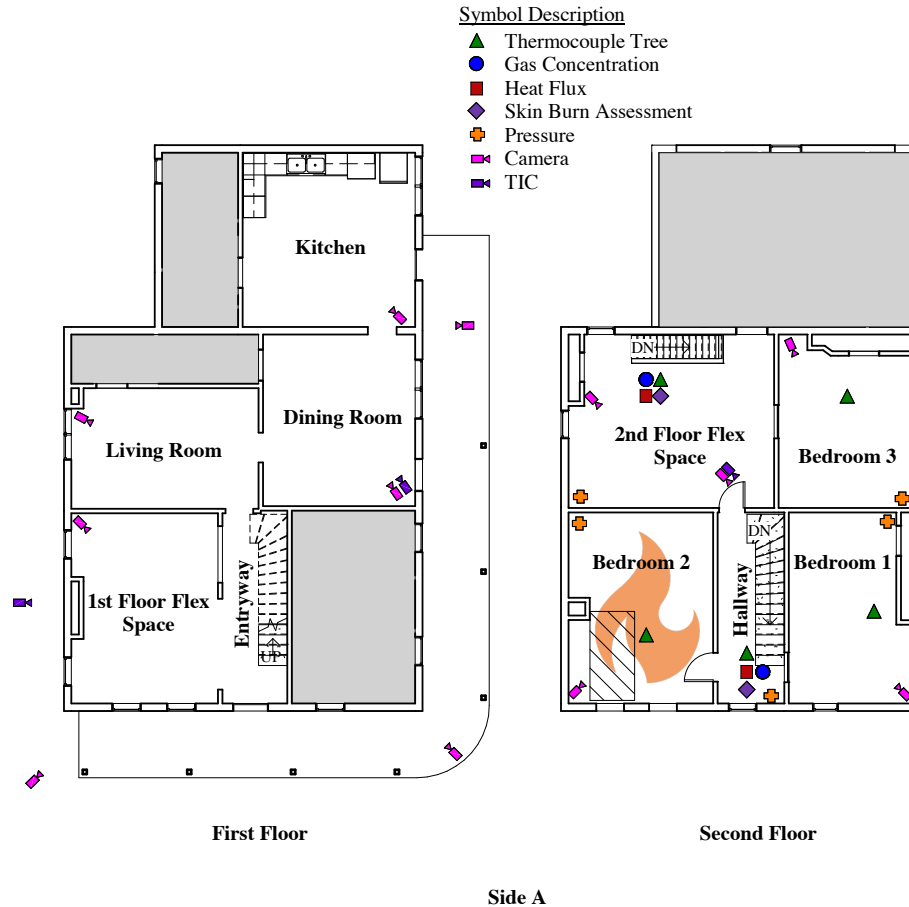 Symbol Description
Thermocouple Tree
Gas Concentration
Heat Flux
Skin Burn Assessment
Pressure
Camera
TIC
Kitchen
Dining Room
Living Room
1st Floor Flex
Space
Entryway
UP
First Floor
DN
2nd Floor Flex
Space
Bedroom 3
Bedroom 2
Hallway
DN
Bedroom 1
Second Floor
Side A